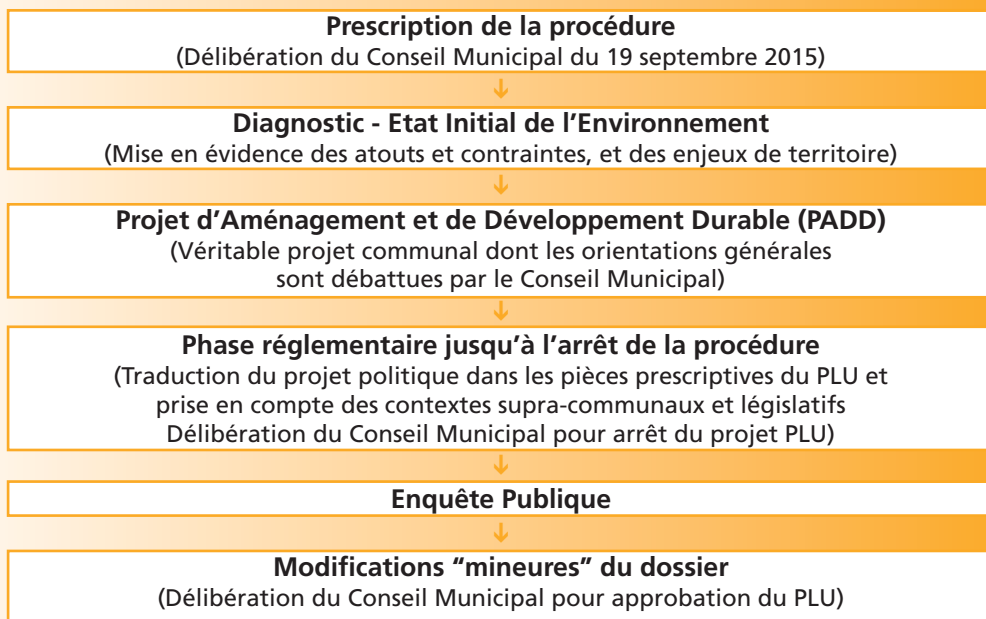 Prescription de la procédure
(Délibération du Conseil Municipal du 19 septembre 2015)
Diagnostic - Etat Initial de l’Environnement
(Mise en évidence des atouts et contraintes, et des enjeux de territoire)
Projet d’Aménagement et de Développement Durable (PADD)
(Véritable projet communal dont les orientations générales
sont débattues par le Conseil Municipal)
Phase réglementaire jusqu’à l’arrêt de la procédure
(Traduction du projet politique dans les pièces prescriptives du PLU et
prise en compte des contextes supra-communaux et législatifs
Délibération du Conseil Municipal pour arrêt du projet PLU)
Enquête Publique
Modifications “mineures” du dossier
(Délibération du Conseil Municipal pour approbation du PLU)